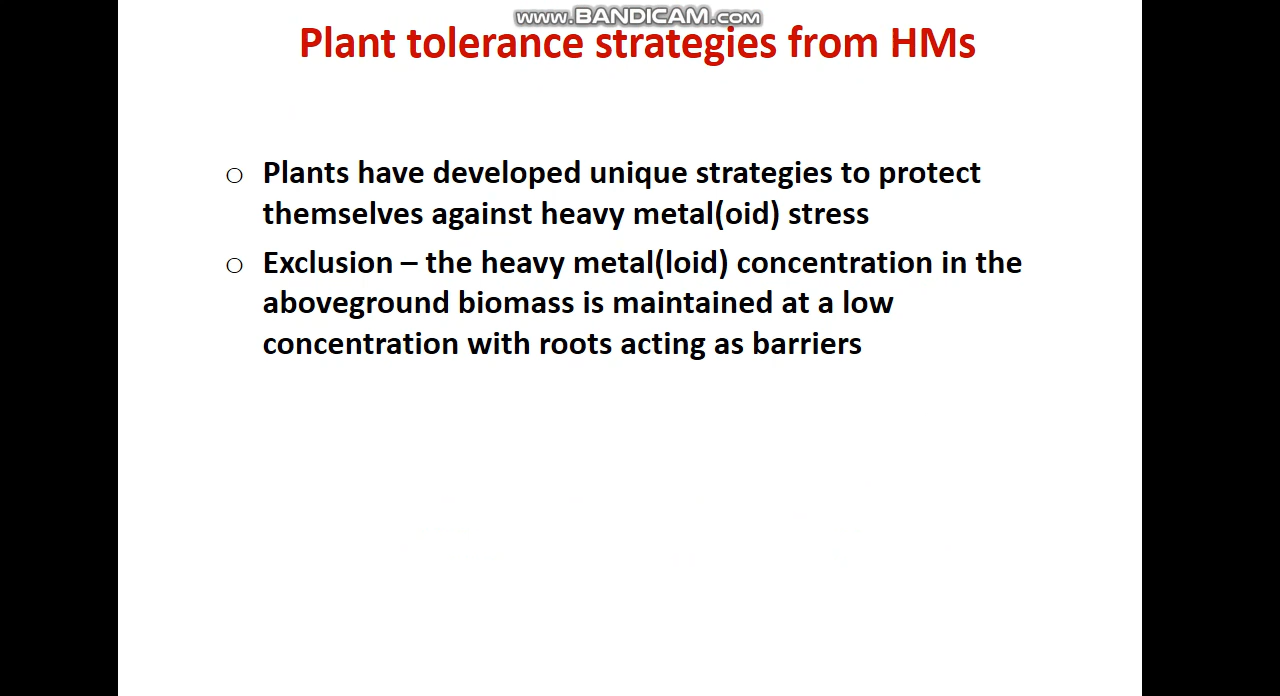 www.BANDICAM.com
Plant tolerance strategies from HMs
○ Plants have developed unique strategies to protect
themselves against heavy metal(oid) stress
○ Exclusion – the heavy metal(loid) concentration in the
aboveground biomass is maintained at a low
concentration with roots acting as barriers